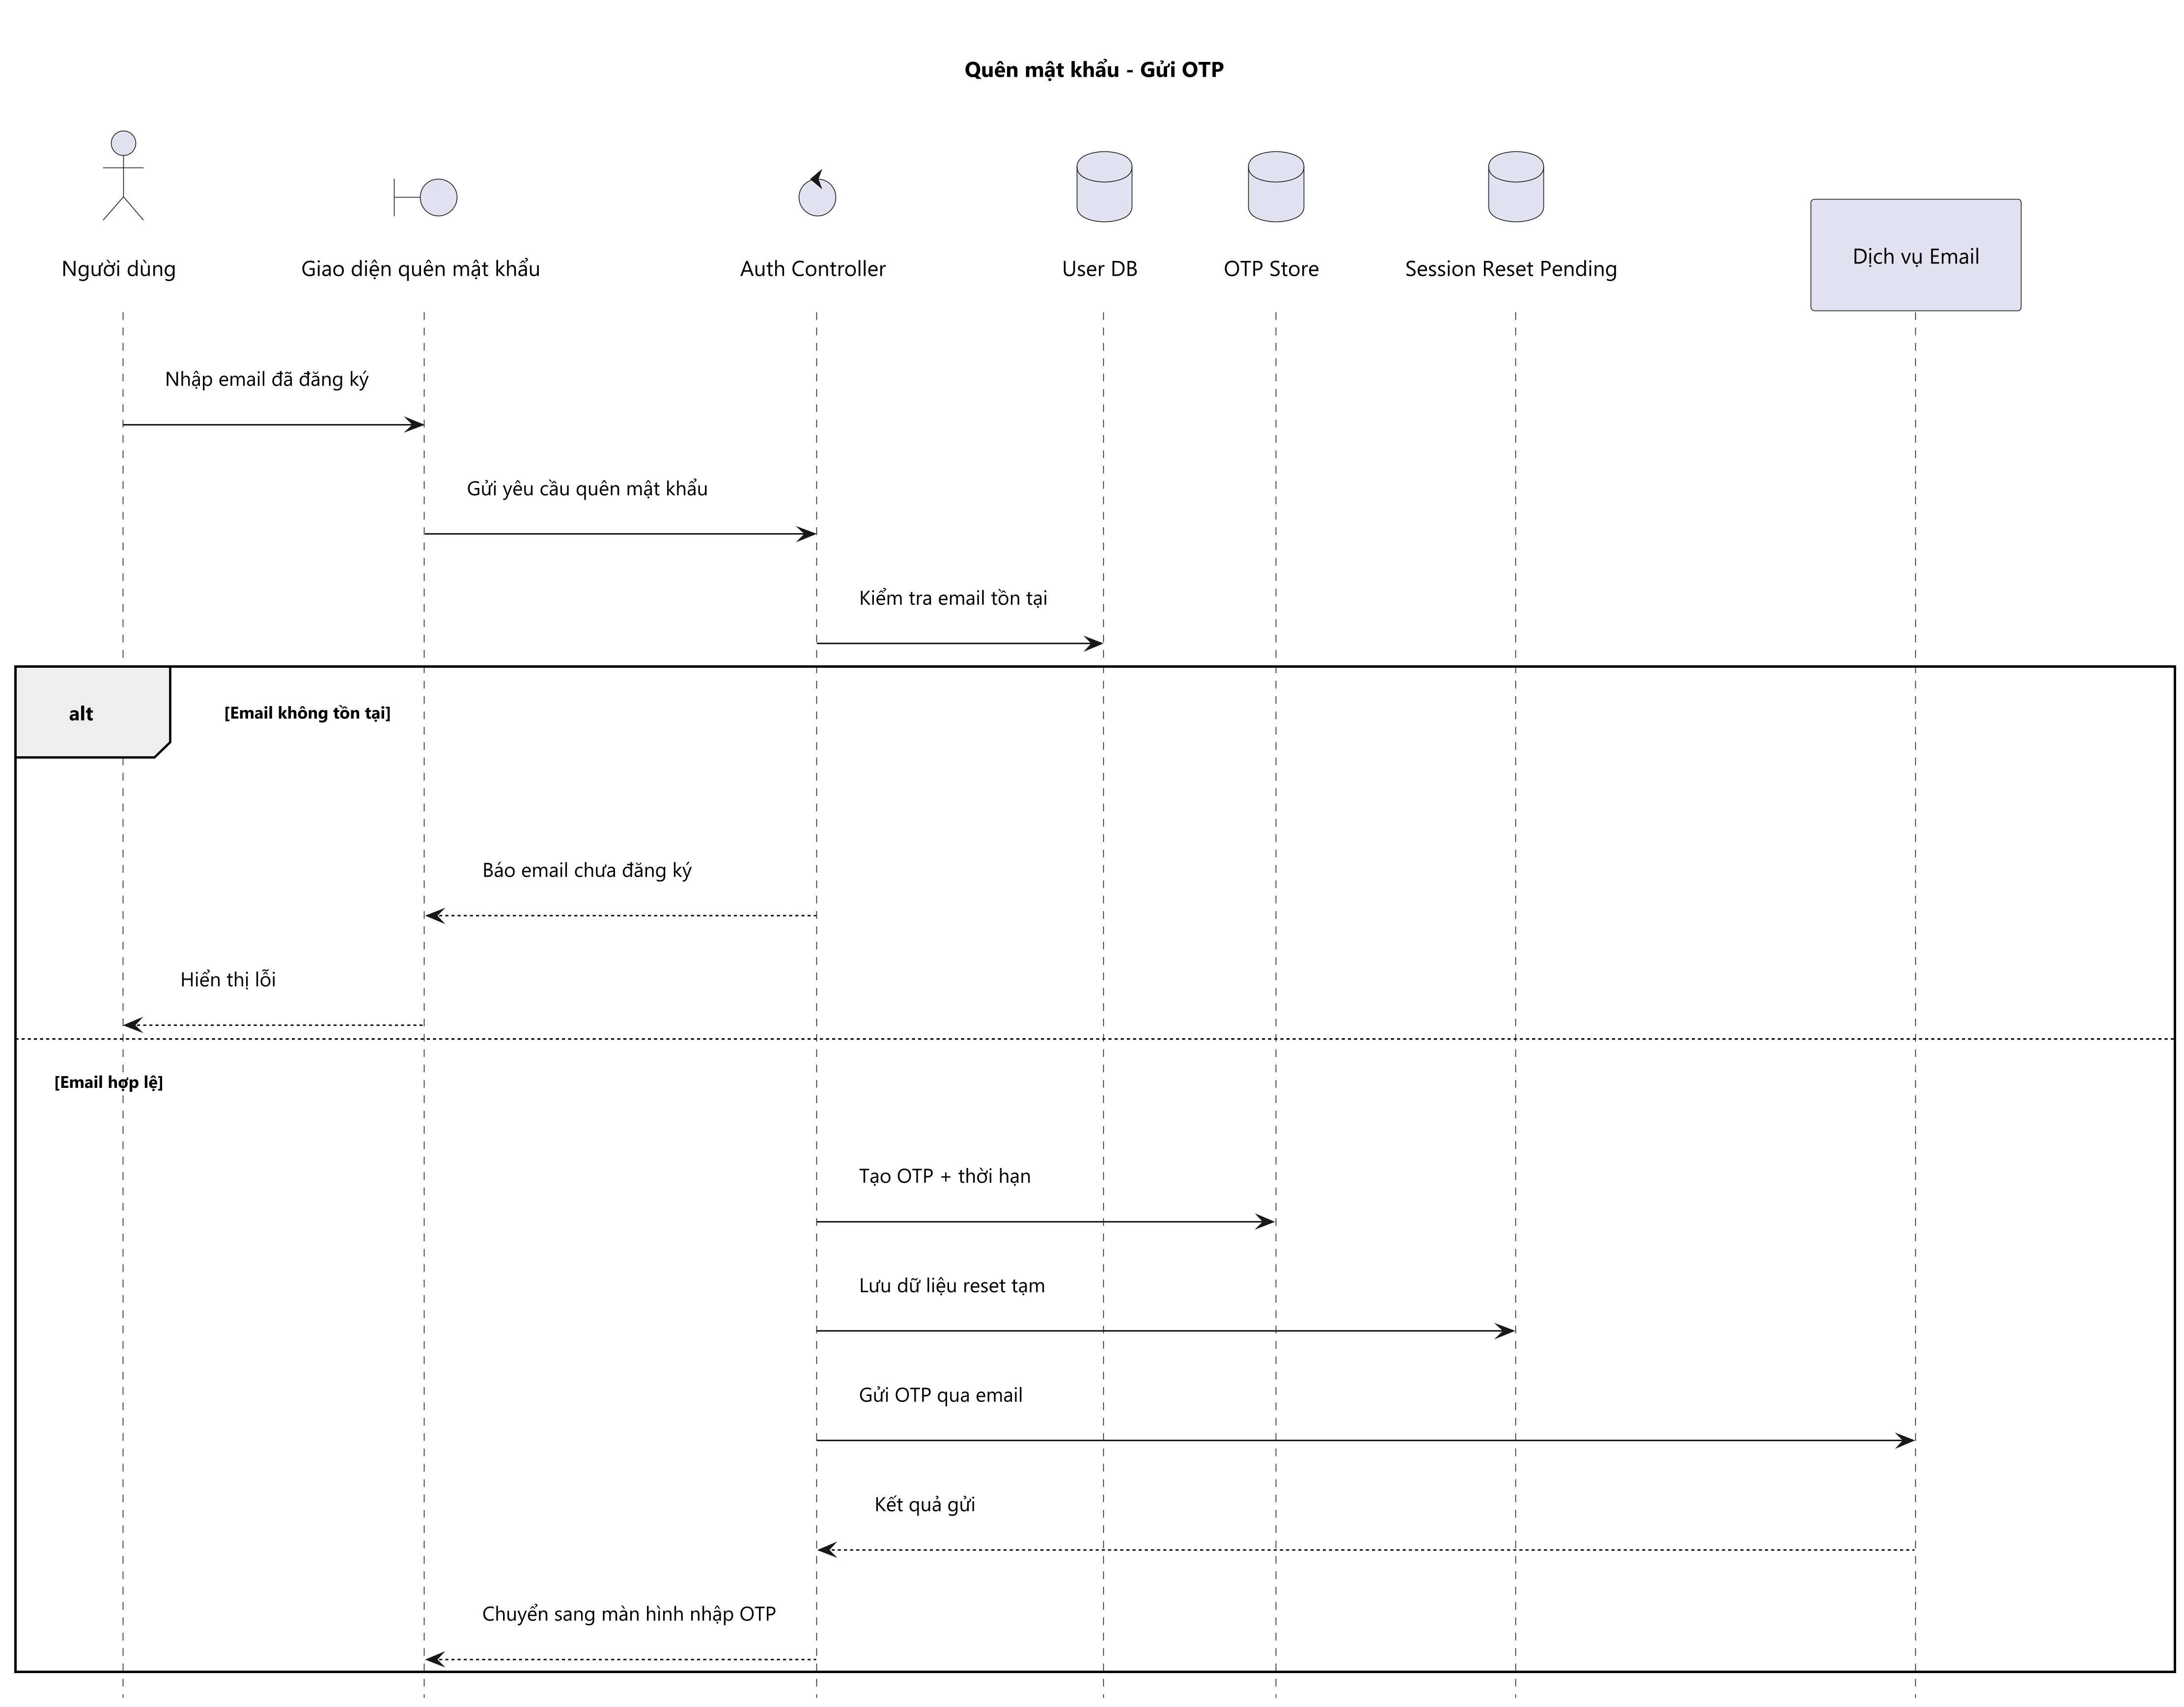 Quên mật khẩu - Gửi OTP
Người dùng
Giao diện quên mật khẩu
Auth Controller
User DB
OTP Store
Session Reset Pending
Dịch vụ Email
Nhập email đã đăng ký
Gửi yêu cầu quên mật khẩu
Kiểm tra email tồn tại
alt
[Email không tồn tại]
Báo email chưa đăng ký
Hiển thị lỗi
[Email hợp lệ]
Tạo OTP + thời hạn
Lưu dữ liệu reset tạm
Gửi OTP qua email
Kết quả gửi
Chuyển sang màn hình nhập OTP